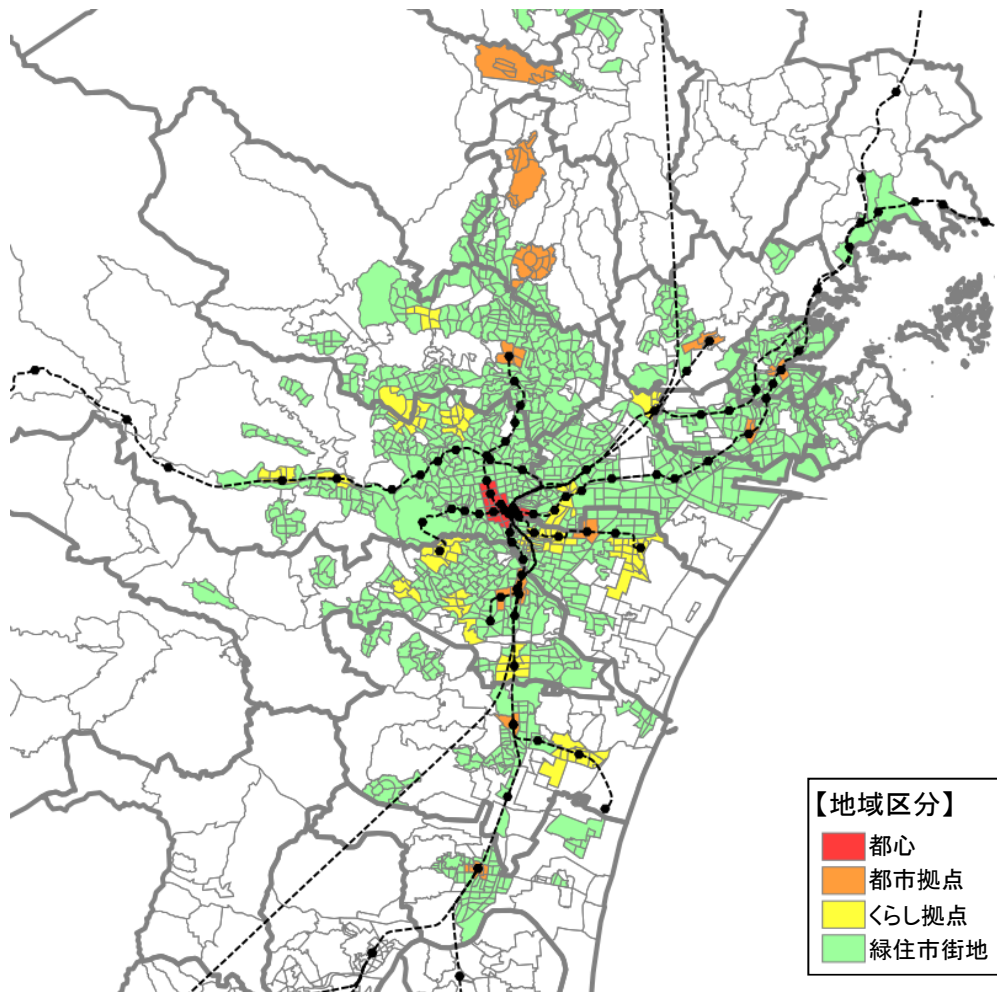 【地域区分】
都心
都市拠点
くらし拠点
緑住市街地